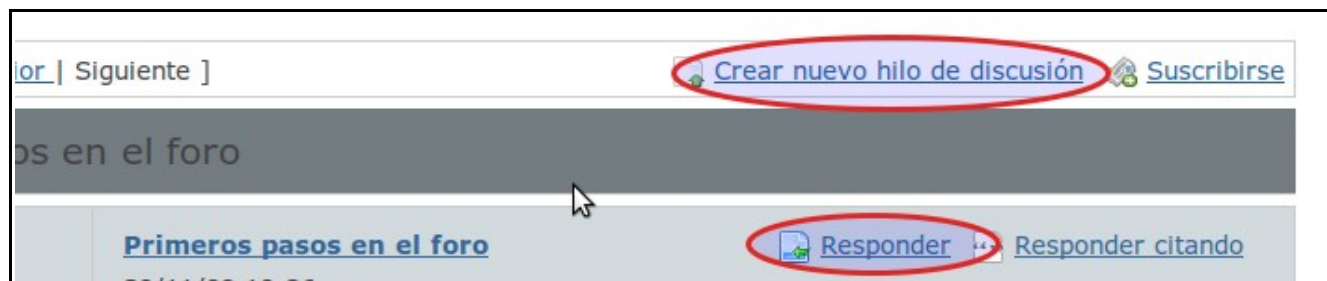 ior | Siguiente ] Crear nuevo hilo de discusión Suscribirse
os en el foro
Primeros pasos en el foro Responder Responder citando